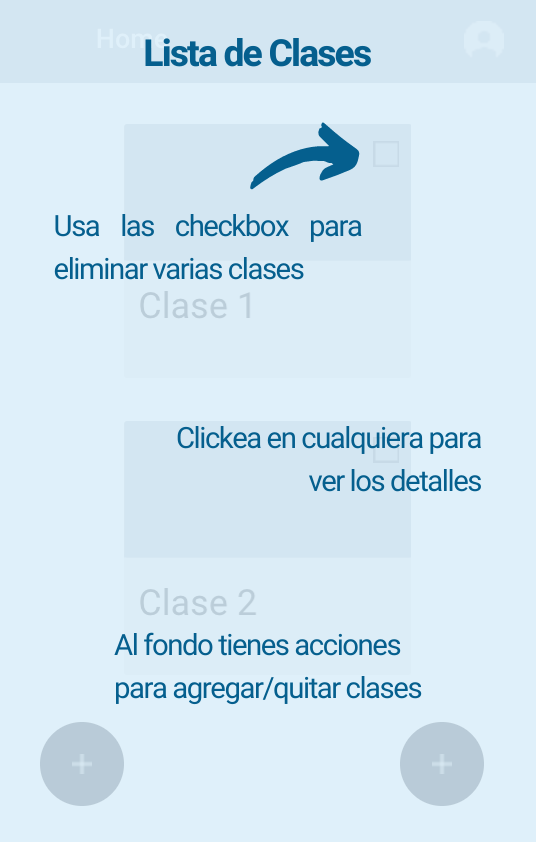 Home
Lista de Clases
Usa las checkbox para
eliminar varias clases
Clase 1
Clickea en cualquiera para
ver los detalles
Clase 2
Al fondo tienes acciones
para agregar/quitar clases
+ +